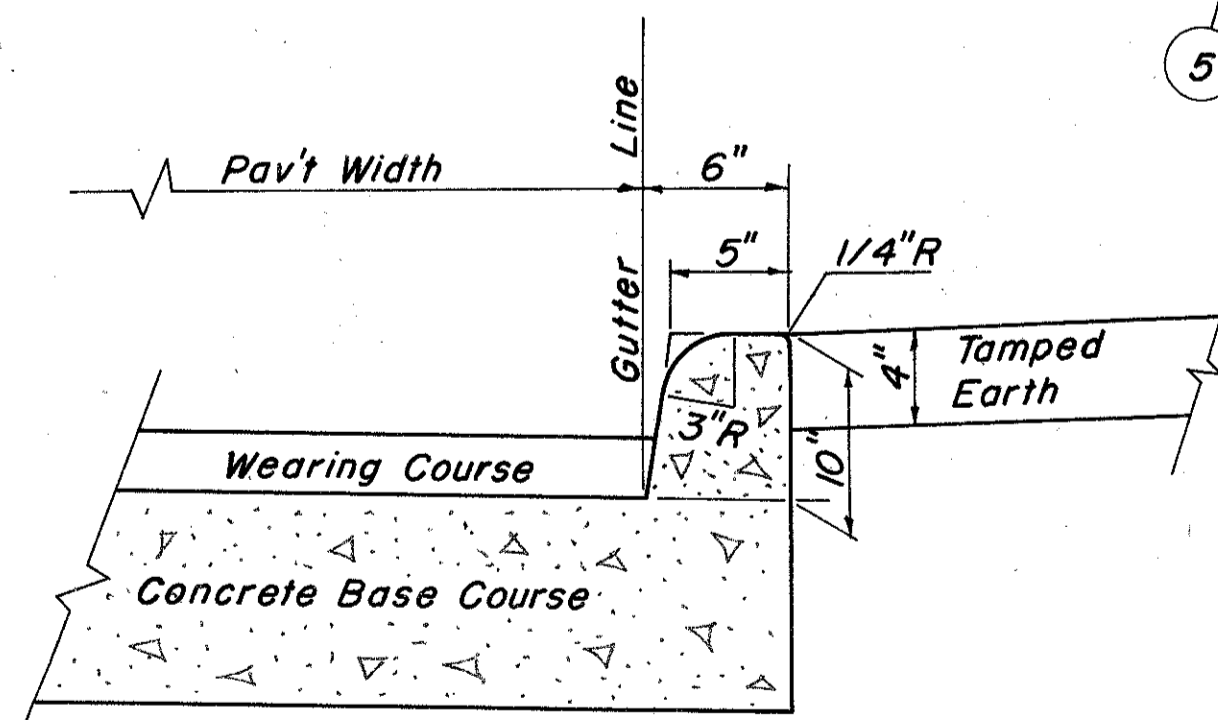 5
Gutter Line
Pav't Width
6"
5"
1/4"R
4"
Tamped
Earth
3"R
10"
Wearing Course
Concrete Base Course